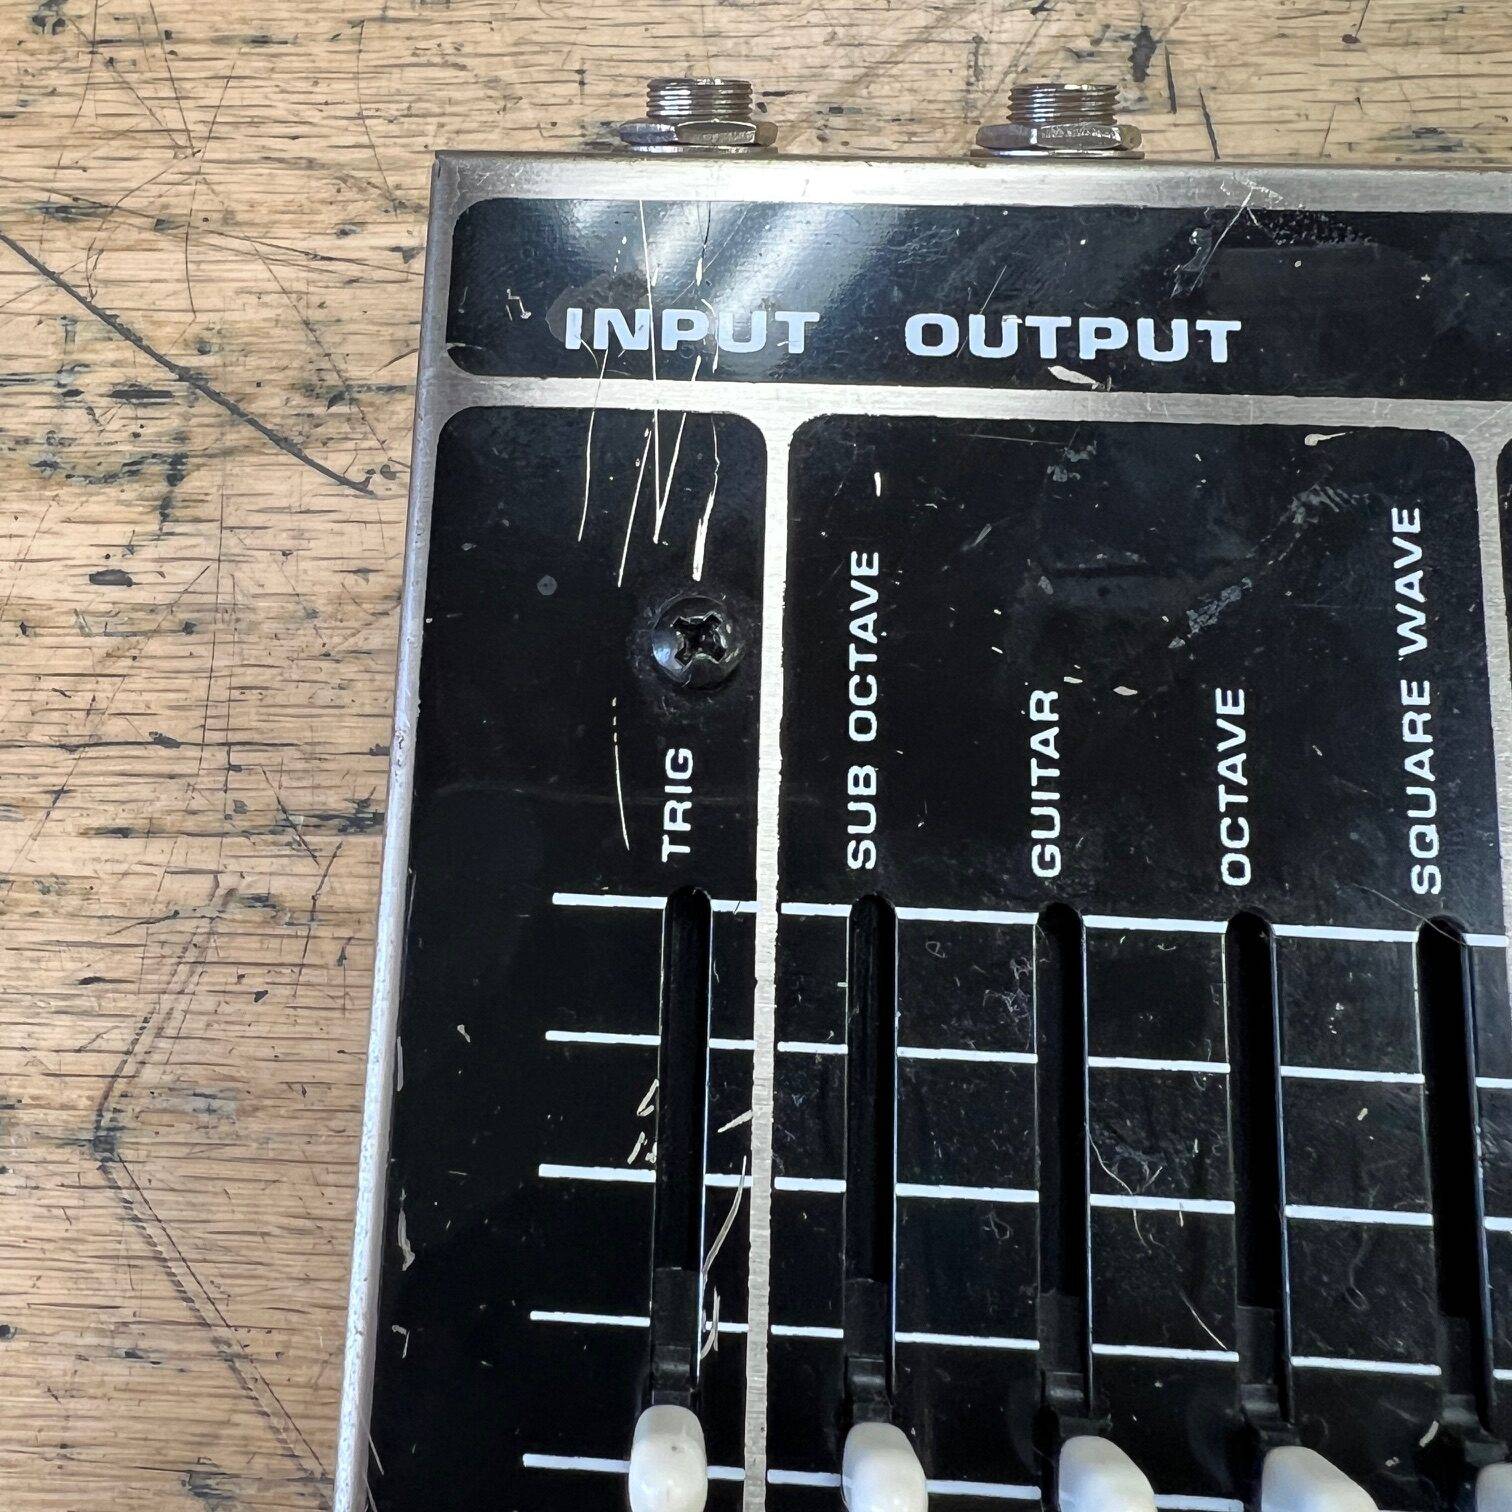 INPUT OUTPUT
TRIG
SUB OCTAVE
GUITAR
OCTAVE
SQUARE WAVE